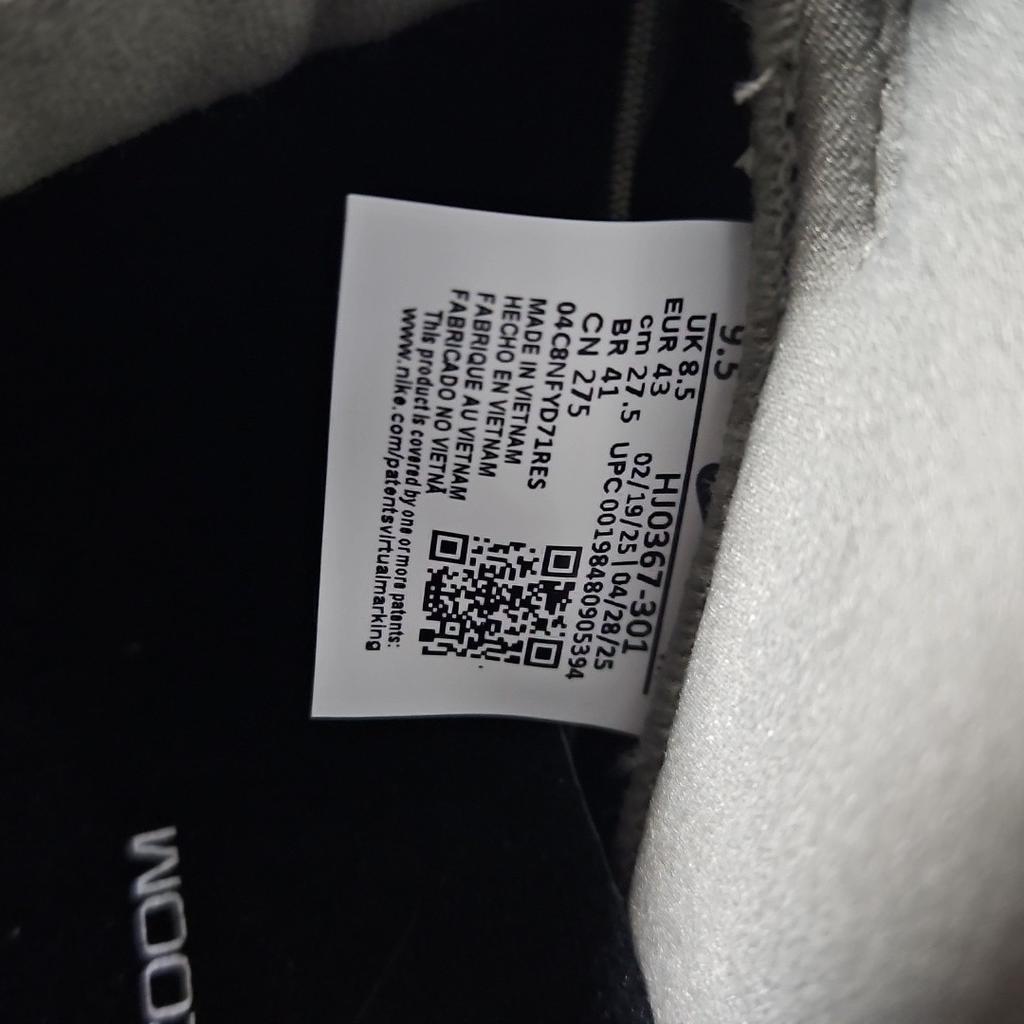 9.5
UK 8.5
EUR 43 HJ0367-301
cm 27.5 02/19/25 | 04/28/25
BR 41 UPC 00198480905394
CN 275
04C8NFYD71RES
MADE IN VIETNAM
HECHO EN VIETNAM
FABRIQUE AU VIETNAM
FABRICADO NO VIETNÃ
This product is covered by one or more patents:
www.nike.com/patentsvirtualmarking